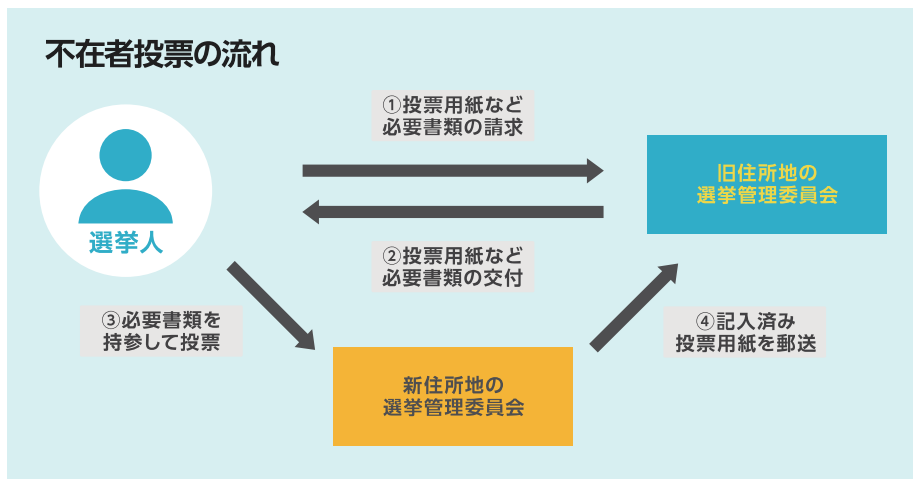 不在者投票の流れ
①投票用紙など
必要書類の請求
旧住所地の
選挙管理委員会
選挙人
②投票用紙など
必要書類の交付
③必要書類を
持参して投票
④記入済み
投票用紙を郵送
新住所地の
選挙管理委員会